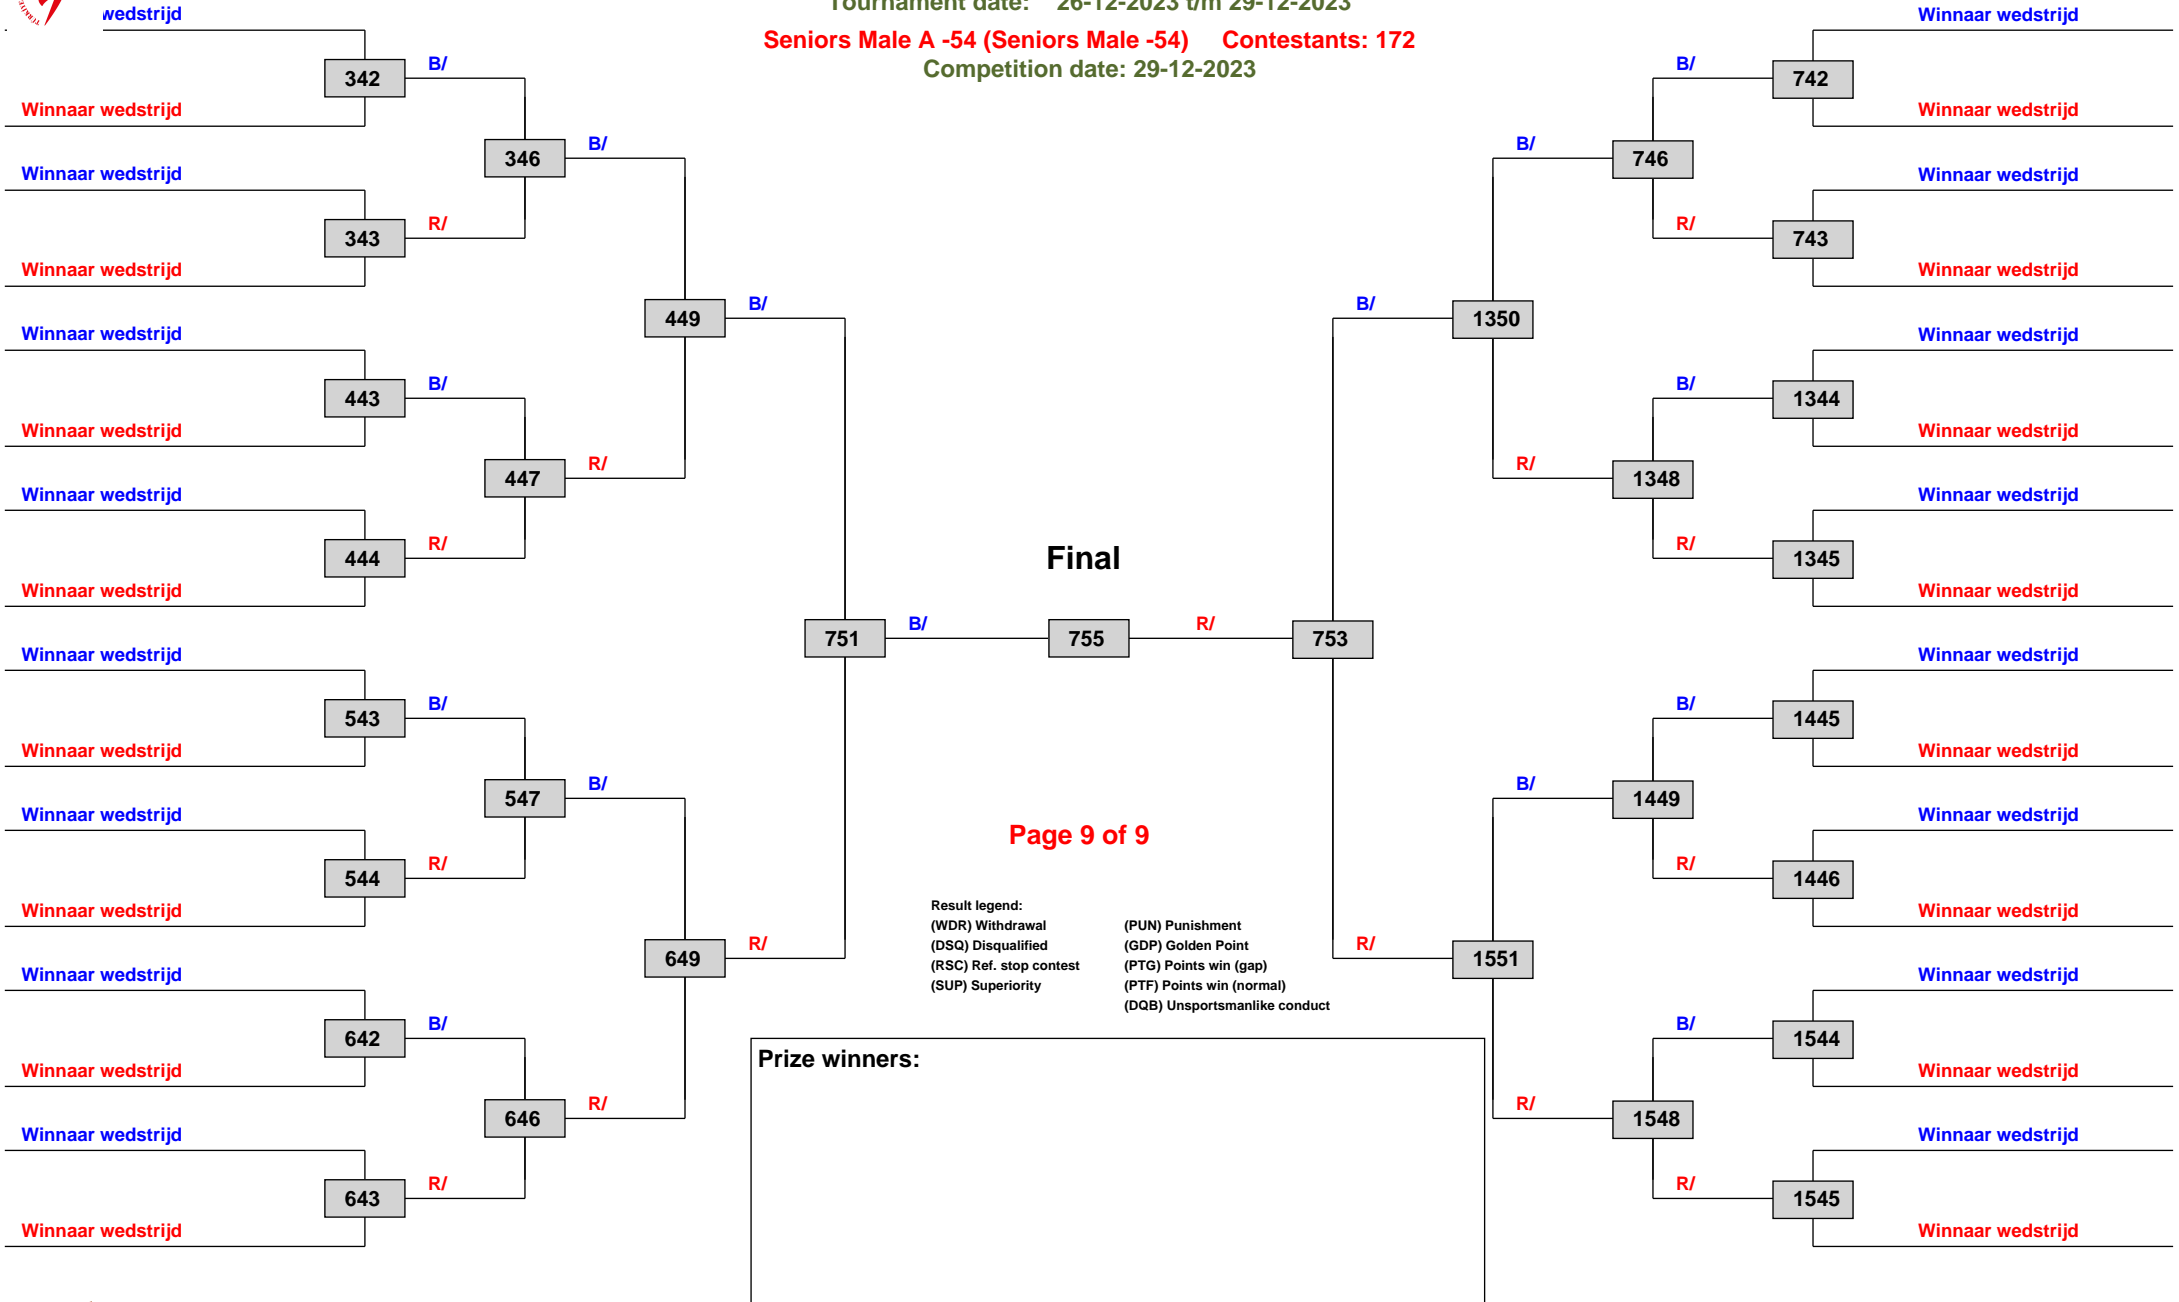 Tournament date: 26-12-2023 t/m 29-12-2023
Seniors Male A -54 (Seniors Male -54) Contestants: 172
Competition date: 29-12-2023
wedstrijd
342
B/
Winnaar wedstrijd
346
B/
Winnaar wedstrijd
343
R/
Winnaar wedstrijd
449
B/
Winnaar wedstrijd
443
B/
Winnaar wedstrijd
447
R/
Winnaar wedstrijd
444
R/
Winnaar wedstrijd
751
B/
Winnaar wedstrijd
543
B/
Winnaar wedstrijd
547
B/
Winnaar wedstrijd
544
R/
Winnaar wedstrijd
649
R/
Winnaar wedstrijd
642
B/
Winnaar wedstrijd
646
R/
Winnaar wedstrijd
643
R/
Winnaar wedstrijd
Final
755
R/
753
Winnaar wedstrijd
B/
742
Winnaar wedstrijd
B/
746
Winnaar wedstrijd
R/
743
Winnaar wedstrijd
B/
1350
Winnaar wedstrijd
B/
1344
Winnaar wedstrijd
R/
1348
Winnaar wedstrijd
R/
1345
Winnaar wedstrijd
Winnaar wedstrijd
B/
1445
Winnaar wedstrijd
B/
1449
Winnaar wedstrijd
R/
1446
Winnaar wedstrijd
R/
1551
Winnaar wedstrijd
B/
1544
Winnaar wedstrijd
R/
1548
Winnaar wedstrijd
R/
1545
Winnaar wedstrijd
Page 9 of 9
Result legend:
(WDR) Withdrawal
(DSQ) Disqualified
(RSC) Ref. stop contest
(SUP) Superiority
(PUN) Punishment
(GDP) Golden Point
(PTG) Points win (gap)
(PTF) Points win (normal)
(DQB) Unsportsmanlike conduct
Prize winners: